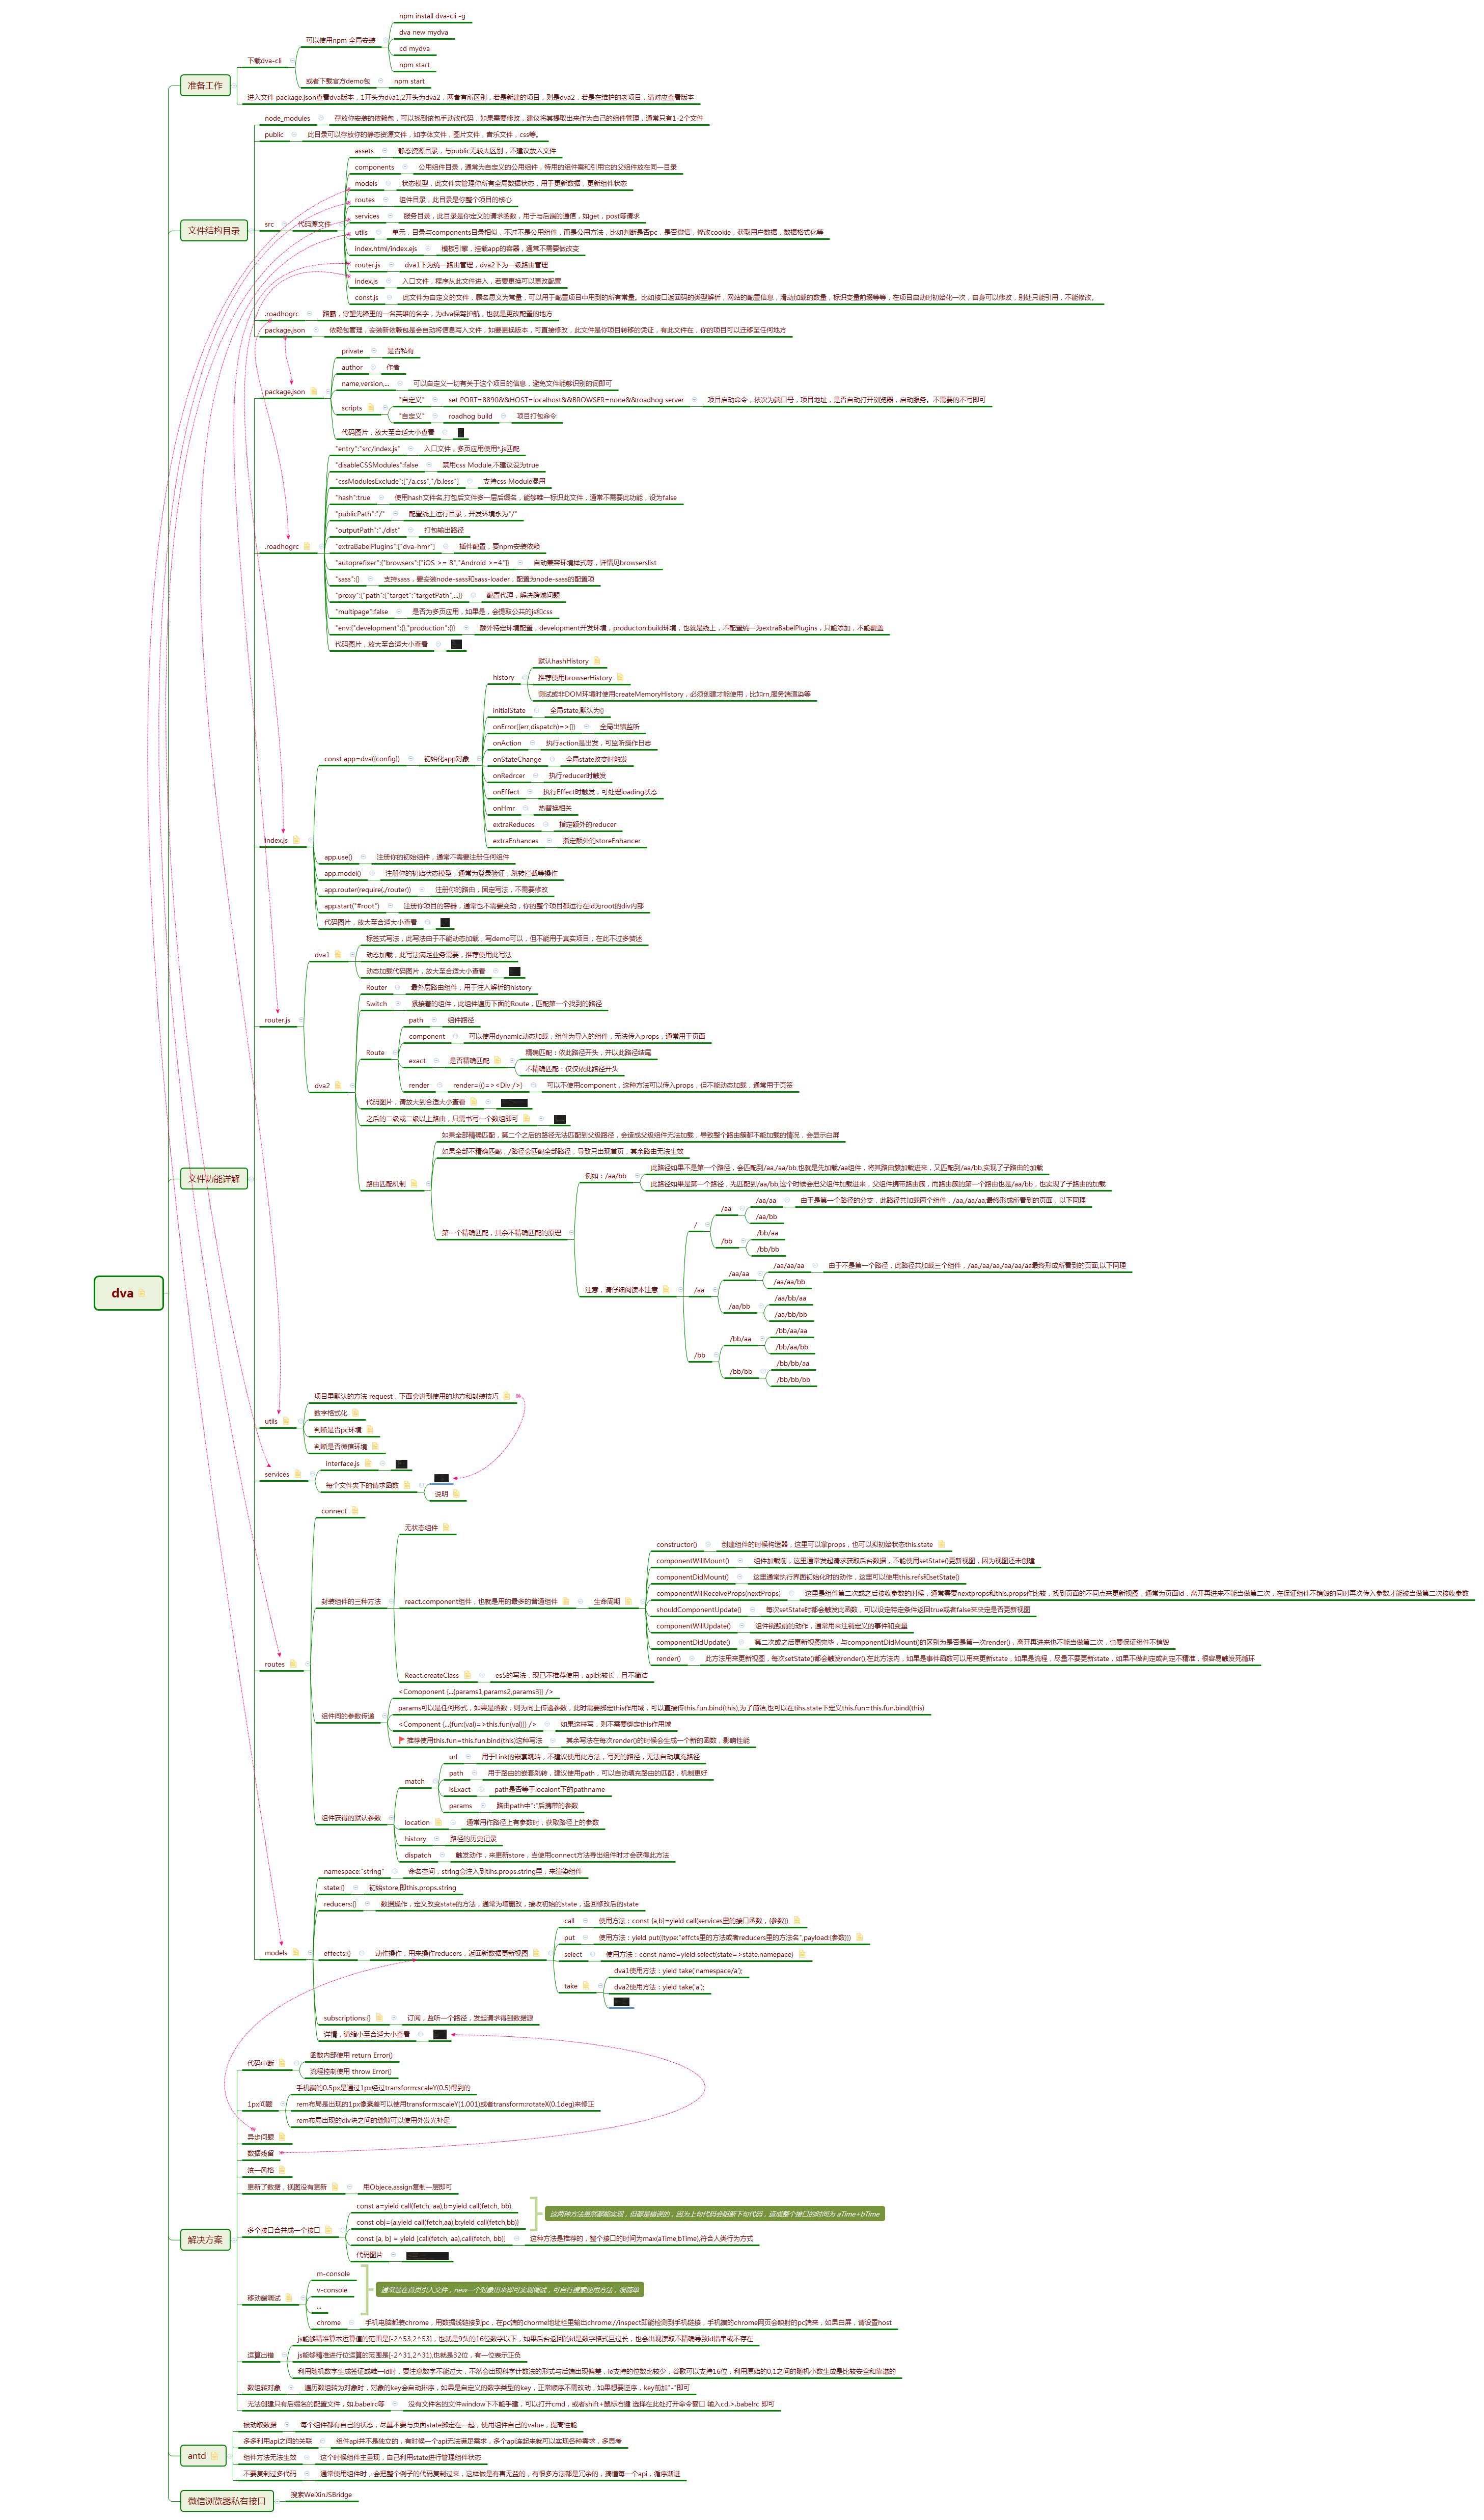 dva
准备工作
下载dva-cli
可以使用npm 全局安装
npm install dva-cli -g
dva new mydva
cd mydva
npm start
或者下载官方demo包
npm start
进入文件 package.json查看dva版本，1开头为dva1,2开头为dva2，两者有所区别，若是新建的项目，则是dva2，若是在维护的老项目，请对应查看版本
文件结构目录
node_modules
存放你安装的依赖包，可以找到该包手动改代码，如果需要修改，建议将其提取出来作为自己的组件管理，通常只有1-2个文件
public
此目录可以存放你的静态资源文件，如字体文件，图片文件，音乐文件，css等。
src
代码源文件
assets
静态资源目录，与public无较大区别，不建议放入文件
components
公用组件目录，通常为自定义的公用组件，特用的组件需和引用它的父组件放在同一目录
models
状态模型，此文件夹管理你所有全局数据状态，用于更新数据，更新组件状态
routes
组件目录，此目录是你整个项目的核心
services
服务目录，此目录是你定义的请求函数，用于与后端的通信，如get，post等请求
utils
单元，目录与components目录相似，不过不是公用组件，而是公用方法，比如判断是否pc，是否微信，修改cookie，获取用户数据，数据格式化等
index.html/index.ejs
模板引擎，挂载app的容器，通常不需要做改变
router.js
dva1下为统一路由管理，dva2下为一级路由管理
index.js
入口文件，程序从此文件进入，若要更换可以更改配置
const.js
此文件为自定义的文件，顾名思义为常量，可以用于配置项目中用到的所有常量。比如接口返回码的类型解析，网站的配置信息，滑动加载的数量，标识变量前缀等等，在项目启动时初始化一次，自身可以修改，别处只能引用，不能修改。
.roadhogrc
路霸，守望先锋里的一名英雄的名字，为dva保驾护航，也就是更改配置的地方
package.json
依赖包管理，安装新依赖包是会自动将信息写入文件，如要更换版本，可直接修改，此文件是你项目转移的凭证，有此文件在，你的项目可以迁移至任何地方
文件功能详解
package.json
private
是否私有
author
作者
name,version,...
可以自定义一切有关于这个项目的信息，避免文件能够识别的词即可
scripts
"自定义"
set PORT=8890&&HOST=localhost&&BROWSER=none&&roadhog server
项目启动命令，依次为端口号，项目地址，是否自动打开浏览器，启动服务。不需要的不写即可
"自定义"
roadhog build
项目打包命令
代码图片，放大至合适大小查看
.roadhogrc
"entry":"src/index.js"
入口文件，多页应用使用*.js匹配
"disableCSSModules":false
禁用css Module,不建议设为true
"cssModulesExclude":["/a.css","/b.less"]
支持css Module混用
"hash":true
使用hash文件名,打包后文件多一层后缀名，能够唯一标识此文件，通常不需要此功能，设为false
"publicPath":"/"
配置线上运行目录，开发环境永为"/"
"outputPath":"./dist"
打包输出路径
"extraBabelPlugins":["dva-hmr"]
插件配置，要npm安装依赖
"autoprefixer":{"browsers":["iOS >= 8","Android >=4"]}
自动兼容环境样式等，详情见browserslist
"sass":{}
支持sass，要安装node-sass和sass-loader，配置为node-sass的配置项
"proxy":{"path":{"target":"targetPath",...}}
配置代理，解决跨域问题
"multipage":false
是否为多页应用，如果是，会提取公共的js和css
"env:{"development":{},"production":{}}
额外特定环境配置，development开发环境，producton:build环境，也就是线上，不配置统一为extraBabelPlugins，只能添加，不能覆盖
代码图片，放大至合适大小查看
index.js
const app=dva({config})
初始化app对象
history
默认hashHistory
推荐使用browserHistory
测试或非DOM环境时使用createMemoryHistory，必须创建才能使用，比如rn,服务端渲染等
initialState
全局state,默认为{}
onError((err,dispatch)=>{})
全局出错监听
onAction
执行action是出发，可监听操作日志
onStateChange
全局state改变时触发
onRedrcer
执行reducer时触发
onEffect
执行Effect时触发，可处理loading状态
onHmr
热替换相关
extraReduces
指定额外的reducer
extraEnhances
指定额外的storeEnhancer
app.use()
注册你的初始组件，通常不需要注册任何组件
app.model()
注册你的初始状态模型，通常为登录验证，跳转拦截等操作
app.router(require(./router))
注册你的路由，固定写法，不需要修改
app.start("#root")
注册你项目的容器，通常也不需要变动，你的整个项目都运行在id为root的div内部
代码图片，放大至合适大小查看
router.js
dva1
标签式写法，此写法由于不能动态加载，写demo可以，但不能用于真实项目，在此不过多赘述
动态加载，此写法满足业务需要，推荐使用此写法
动态加载代码图片，放大至合适大小查看
dva2
Router
最外层路由组件，用于注入解析的history
Switch
紧接着的组件，此组件遍历下面的Route，匹配第一个找到的路径
Route
path
组件路径
component
可以使用dynamic动态加载，组件为导入的组件，无法传入props，通常用于页面
exact
是否精确匹配
精确匹配：依此路径开头，并以此路径结尾
不精确匹配：仅仅依此路径开头
render
render={()=><Div />}
可以不使用component，这种方法可以传入props，但不能动态加载，通常用于页签
代码图片，请放大到合适大小查看
之后的二级或二级以上路由，只需书写一个数组即可
路由匹配机制
如果全部精确匹配，第二个之后的路径无法匹配到父级路径，会造成父级组件无法加载，导致整个路由簇都不能加载的情况，会显示白屏
如果全部不精确匹配，/路径会匹配全部路径，导致只出现首页，其余路由无法生效
第一个精确匹配，其余不精确匹配的原理
例如：/aa/bb
此路径如果不是第一个路径，会匹配到/aa,/aa/bb,也就是先加载/aa组件，将其路由簇加载进来，又匹配到/aa/bb,实现了子路由的加载
此路径如果是第一个路径，先匹配到/aa/bb,这个时候会把父组件加载进来，父组件携带路由簇，而路由簇的第一个路由也是/aa/bb，也实现了子路由的加载
注意，请仔细阅读本注意
/
/aa
/aa/aa
由于是第一个路径的分支，此路径共加载两个组件，/aa,/aa/aa,最终形成所看到的页面，以下同理
/aa/bb
/bb
/bb/aa
/bb/bb
/aa
/aa/aa
/aa/aa/aa
由于不是第一个路径，此路径共加载三个组件，/aa,/aa/aa,/aa/aa/aa最终形成所看到的页面,以下同理
/aa/aa/bb
/aa/bb
/aa/bb/aa
/aa/bb/bb
/bb
/bb/aa
/bb/aa/aa
/bb/aa/bb
/bb/bb
/bb/bb/aa
/bb/bb/bb
utils
项目里默认的方法 request，下面会讲到使用的地方和封装技巧
数字格式化
判断是否pc环境
判断是否微信环境
services
interface.js
每个文件夹下的请求函数
说明
routes
connect
封装组件的三种方法
无状态组件
react.component组件，也就是用的最多的普通组件
生命周期
constructor()
创建组件的时候构造器，这里可以拿props，也可以拟初始状态this.state
componentWillMount()
组件加载前，这里通常发起请求获取后台数据，不能使用setState()更新视图，因为视图还未创建
componentDidMount()
这里通常执行界面初始化时的动作，这里可以使用this.refs和setState()
componentWillReceiveProps(nextProps)
这里是组件第二次或之后接收参数的时候，通常需要nextprops和this.props作比较，找到页面的不同点来更新视图，通常为页面id，离开再进来不能当做第二次，在保证组件不销毁的同时再次传入参数才能被当做第二次接收参数
shouldComponentUpdate()
每次setState时都会触发此函数，可以设定特定条件返回true或者false来决定是否更新视图
componentWillUpdate()
组件销毁前的动作，通常用来注销定义的事件和变量
componentDidUpdate()
第二次或之后更新视图完毕，与componentDidMount()的区别为是否是第一次render()，离开再进来也不能当做第二次，也要保证组件不销毁
render()
此方法用来更新视图，每次setState()都会触发render(),在此方法内，如果是事件函数可以用来更新state，如果是流程，尽量不要更新state，如果不做判定或判定不精准，很容易触发死循环
React.createClass
es5的写法，现已不推荐使用，api比较长，且不简洁
组件间的参数传递
<Comoponent {...{params1,params2,params3}} />
params可以是任何形式，如果是函数，则为向上传递参数，此时需要绑定this作用域，可以直接传this.fun.bind(this),为了简洁,也可以在tihs.state下定义this.fun=this.fun.bind(this)
<Component {...{fun:(val)=>this.fun(val)}} />
如果这样写，则不需要绑定this作用域
推荐使用this.fun=this.fun.bind(this)这种写法
其余写法在每次render()的时候会生成一个新的函数，影响性能
组件获得的默认参数
match
url
用于Link的嵌套跳转，不建议使用此方法，写死的路径，无法自动填充路径
path
用于路由的嵌套跳转，建议使用path，可以自动填充路由的匹配，机制更好
isExact
path是否等于locaiont下的pathname
params
路由path中":"后携带的参数
location
通常用作路径上有参数时，获取路径上的参数
history
路径的历史记录
dispatch
触发动作，来更新store，当使用connect方法导出组件时才会获得此方法
models
namespace:"string"
命名空间，string会注入到tihs.props.string里，来渲染组件
state:{}
初始store,即this.props.string
reducers:{}
数据操作，定义改变state的方法，通常为增删改，接收初始的state，返回修改后的state
effects:{}
动作操作，用来操作reducers，返回新数据更新视图
call
使用方法：const {a,b}=yield call(services里的接口函数，{参数})
put
使用方法：yield put({type:"effcts里的方法或者reducers里的方法名",payload:{参数}})
select
使用方法：const name=yield select(state=>state.namepace)
take
dva1使用方法：yield take('namespace/a');
dva2使用方法：yield take('a');
subscriptions:{}
订阅，监听一个路径，发起请求得到数据源
详情，请缩小至合适大小查看
解决方案
代码中断
函数内部使用 return Error()
流程控制使用 throw Error()
1px问题
手机端的0.5px是通过1px经过transform:scaleY(0.5)得到的
rem布局是出现的1px像素差可以使用transform:scaleY(1.001)或者transform:rotateX(0.1deg)来修正
rem布局出现的div块之间的缝隙可以使用外发光补足
异步问题
数据残留
统一风格
更新了数据，视图没有更新
用Objece.assign复制一层即可
多个接口合并成一个接口
const a=yield call(fetch, aa),b=yield call(fetch, bb)
const obj={a:yield call(fetch,aa),b:yield call(fetch,bb)}
这两种方法虽然都能实现，但都是错误的，因为上句代码会阻断下句代码，造成整个接口的时间为 aTime+bTime
const [a, b] = yield [call(fetch, aa),call(fetch, bb)]
这种方法是推荐的，整个接口的时间为max(aTime,bTime),符合人类行为方式
代码图片
移动端调试
m-console
v-console
...
通常是在首页引入文件，new一个对象出来即可实现调试，可自行搜索使用方法，很简单
chrome
手机电脑都装chrome，用数据线链接到pc，在pc端的chorme地址栏里输出chrome://inspect即能检测到手机链接，手机端的chrome网页会映射的pc端来，如果白屏，请设置host
运算出错
js能够精准算术运算值的范围是[-2^53,2^53]，也就是9头的16位数字以下，如果后台返回的id是数字格式且过长，也会出现读取不精确导致id错串或不存在
js能够精准进行位运算的范围是[-2^31,2^31),也就是32位，有一位表示正负
利用随机数字生成签证或唯一id时，要注意数字不能过大，不然会出现科学计数法的形式与后端出现偏差，ie支持的位数比较少，谷歌可以支持16位，利用原始的0,1之间的随机小数生成是比较安全和靠谱的
数组转对象
遍历数组转为对象时，对象的key会自动排序，如果是自定义的数字类型的key，正常顺序不需改动，如果想要逆序，key前加"-"即可
无法创建只有后缀名的配置文件，如.babelrc等
没有文件名的文件window下不能手建，可以打开cmd，或者shift+鼠标右键 选择在此处打开命令窗口 输入cd.>.babelrc 即可
antd
被动取数据
每个组件都有自己的状态，尽量不要与页面state绑定在一起，使用组件自己的value，提高性能
多多利用api之间的关联
组件api并不是独立的，有时候一个api无法满足需求，多个api连起来就可以实现各种需求，多思考
组件方法无法生效
这个时候组件主呈现，自己利用state进行管理组件状态
不要复制过多代码
通常使用组件时，会把整个例子的代码复制过来，这样做是有害无益的，有很多方法都是冗余的，搞懂每一个api，循序渐进
微信浏览器私有接口
搜索WeiXinJSBridge